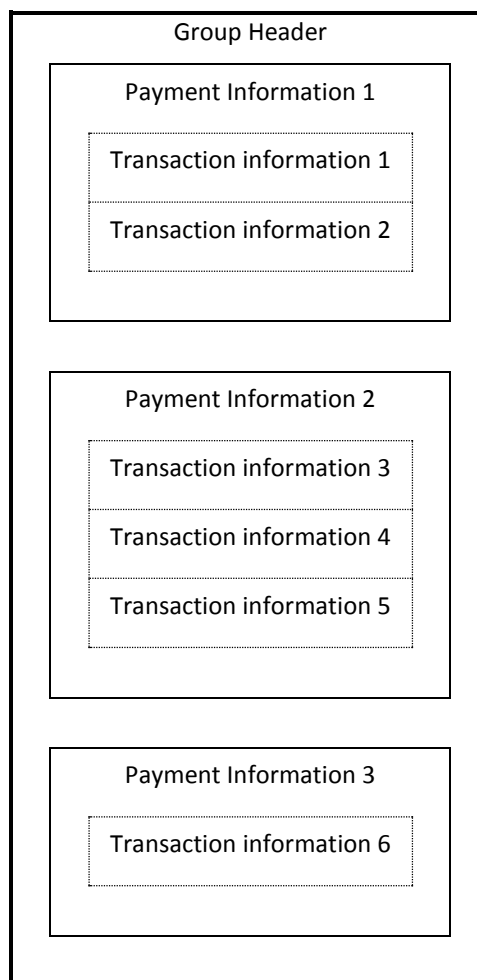 Group Header
Payment Information 1
Transaction information 1
Transaction information 2
Payment Information 2
Transaction information 3
Transaction information 4
Transaction information 5
Payment Information 3
Transaction information 6